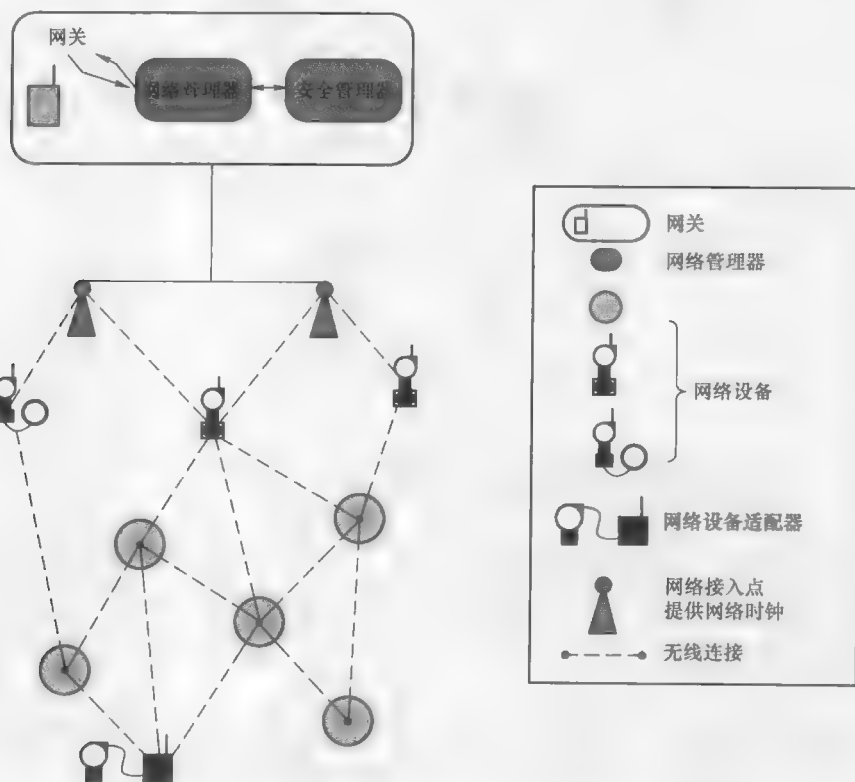 网关
网络管理器
安全管理器
网关
网络管理器
网络设备
网络设备适配器
网络接入点
提供网络时钟
无线连接